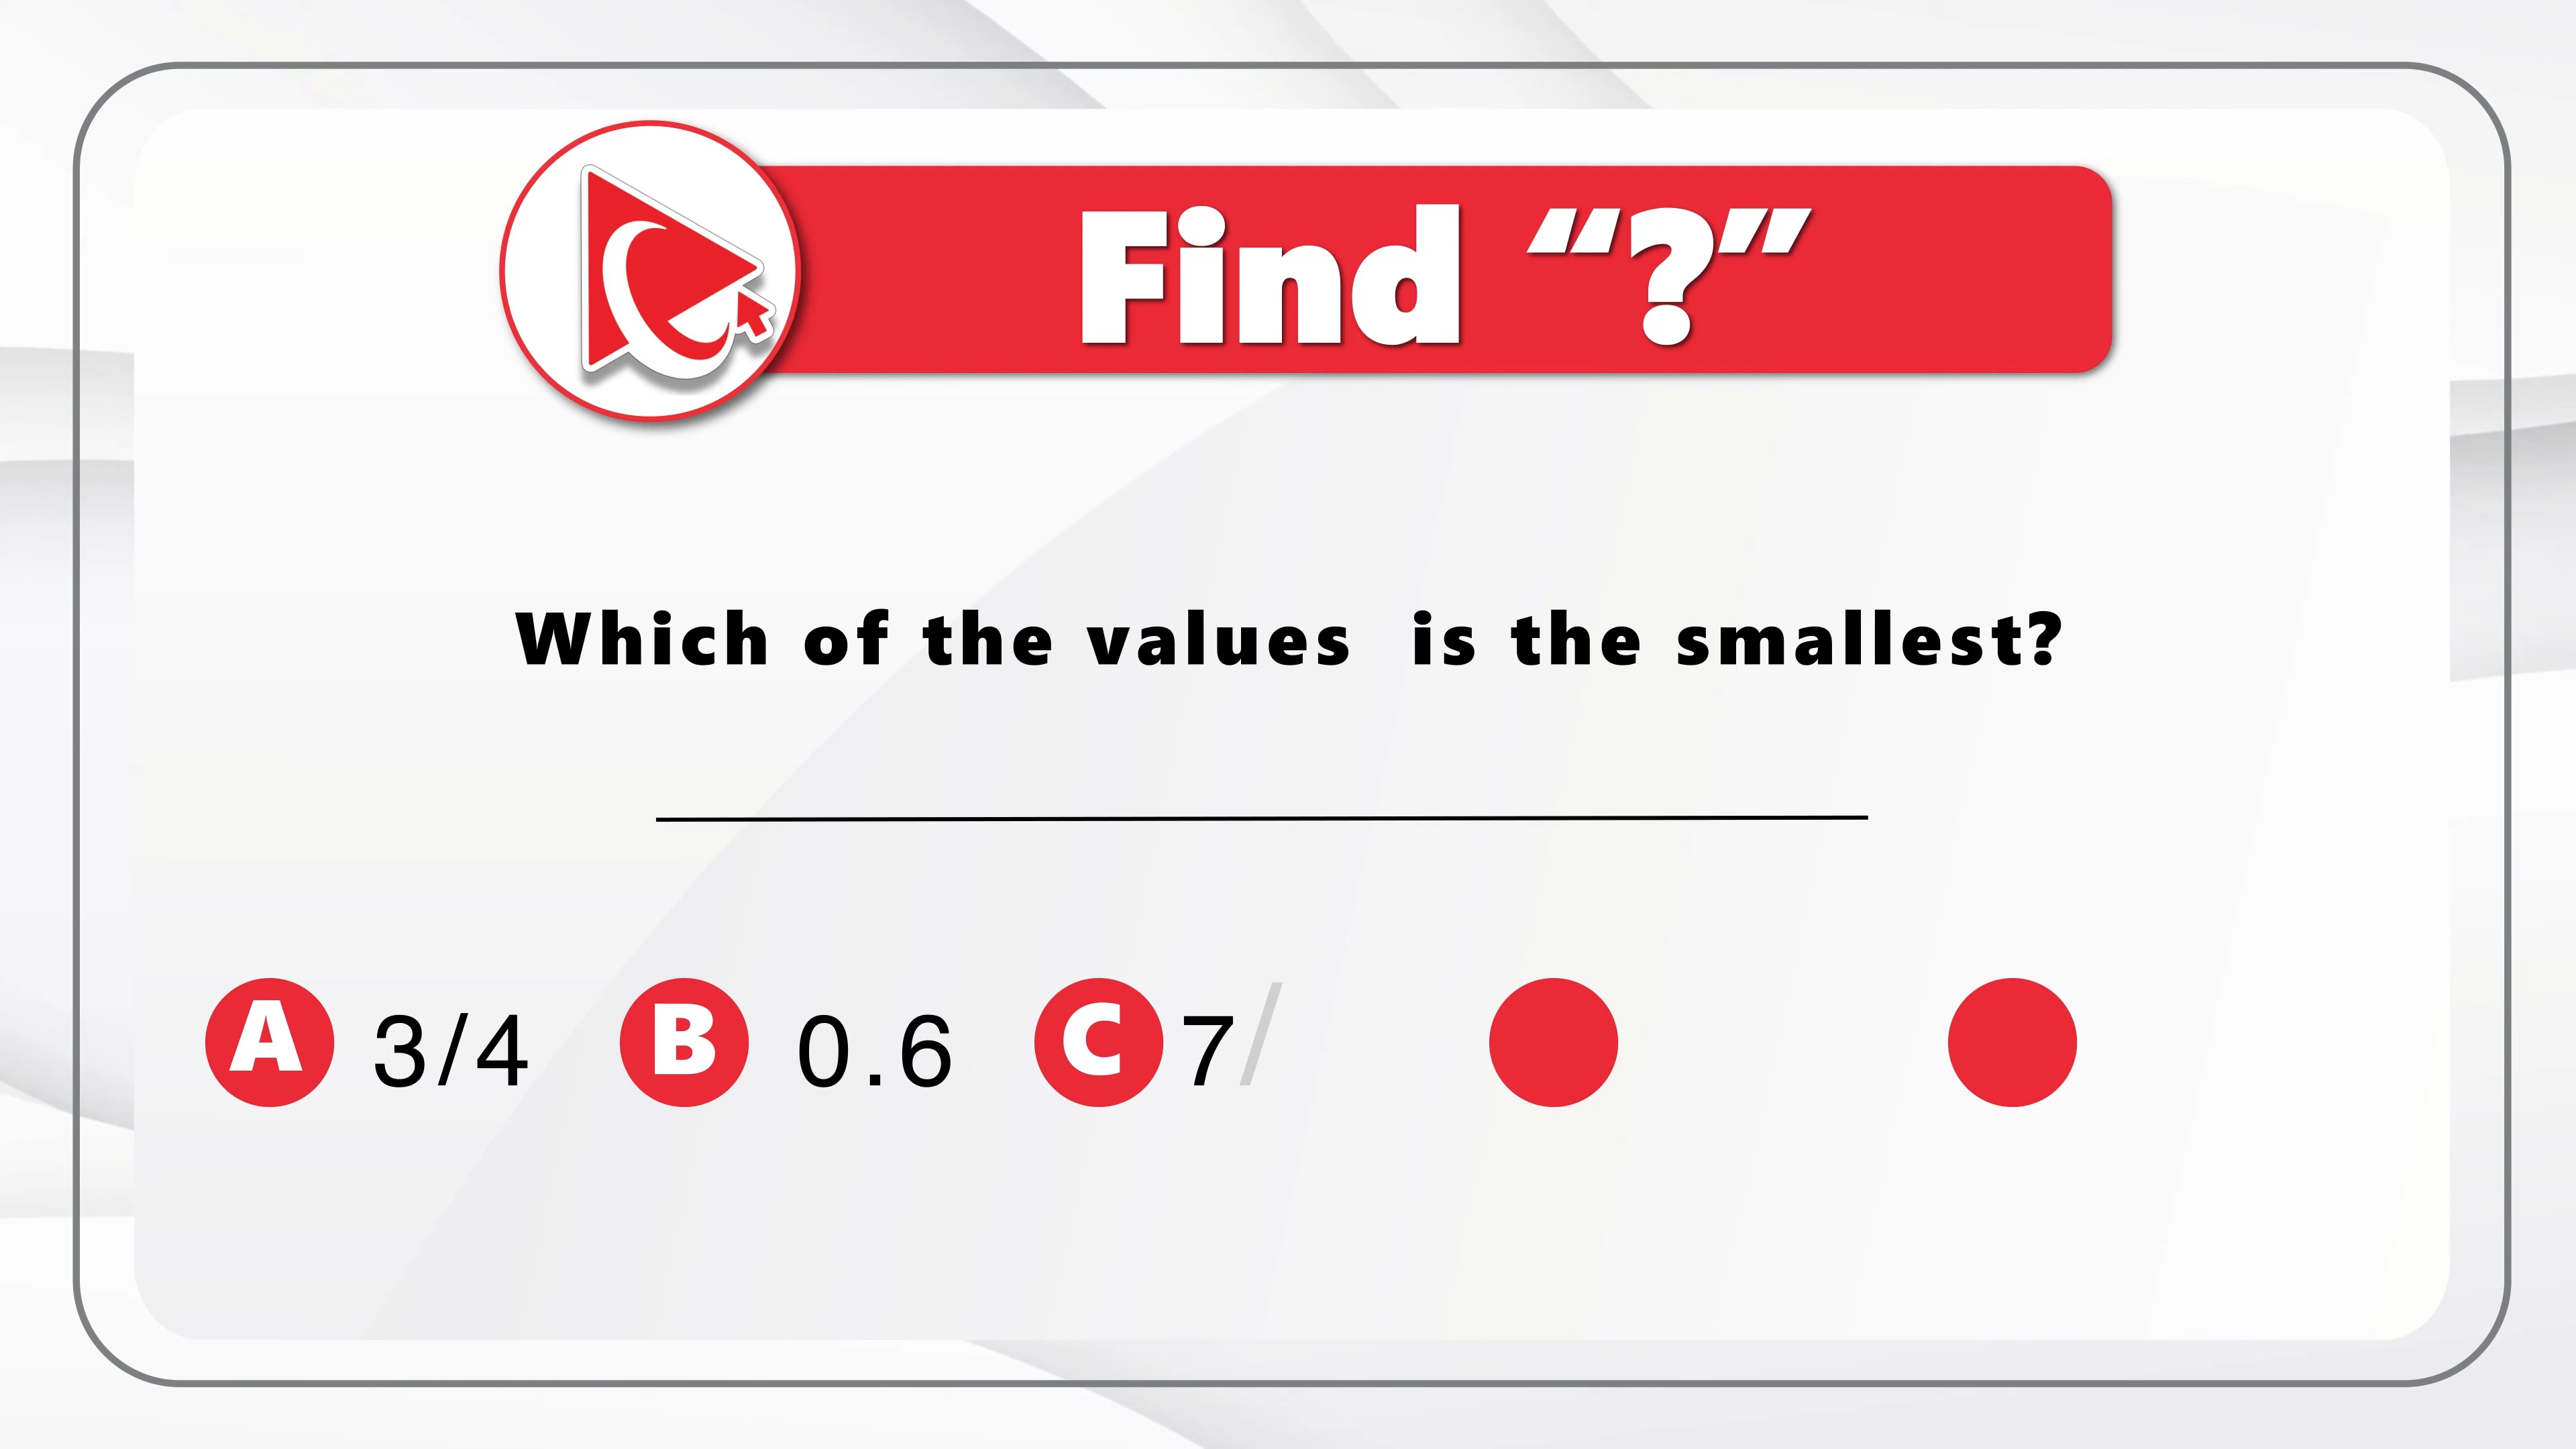 Find “?”
Which of the values is the smallest?
A 3/4 B 0.6 C 7/